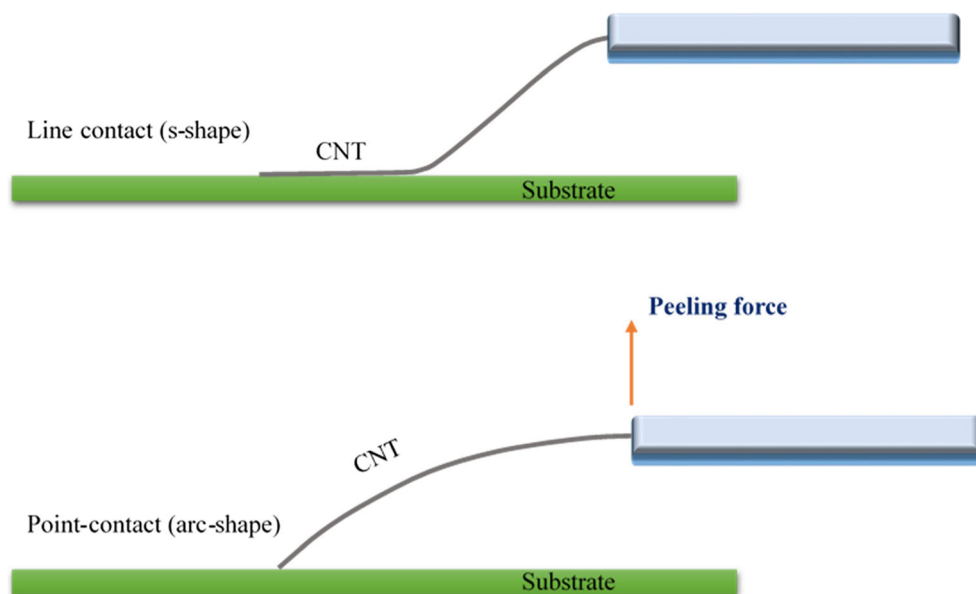 Line contact (s-shape)
CNT
Substrate
Peeling force
CNT
Point-contact (arc-shape)
Substrate